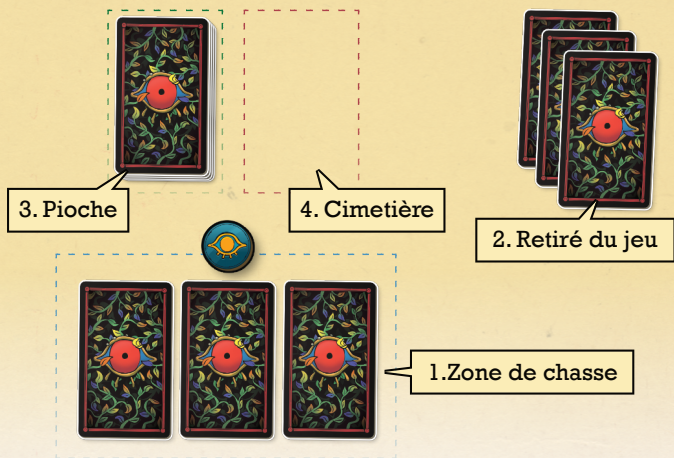 3. Pioche
4. Cimetière
2. Retiré du jeu
1.Zone de chasse